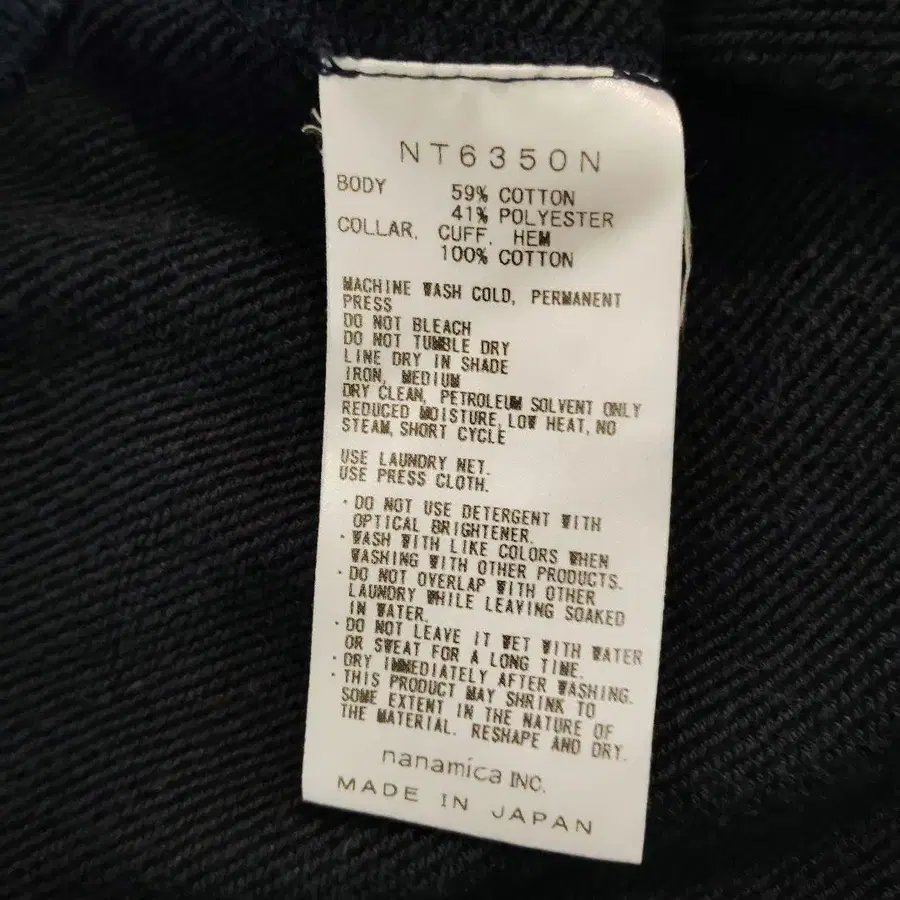 NT6350N
BODY 59% COTTON
41% POLYESTER
COLLAR. CUFF. HEM
100% COTTON
MACHINE WASH COLD, PERMANENT
PRESS
DO NOT BLEACH
DO NOT TUMBLE DRY
LINE DRY IN SHADE
IRON, MEDIUM
DRY CLEAN, PETROLEUM SOLVENT ONLY
REDUCED MOISTURE, LOW HEAT, NO
STEAM, SHORT CYCLE
USE LAUNDRY NET.
USE PRESS CLOTH.
・DO NOT USE DETERGENT WITH
OPTICAL BRIGHTENER.
・WASH WITH LIKE COLORS WHEN
WASHING WITH OTHER PRODUCTS.
・DO NOT OVERLAP WITH OTHER
LAUNDRY WHILE LEAVING SOAKED
IN WATER.
・DO NOT LEAVE IT WET WITH WATER
OR SWEAT FOR A LONG TIME.
・DRY IMMEDIATELY AFTER WASHING.
・THIS PRODUCT MAY SHRINK TO
SOME EXTENT IN THE NATURE OF
THE MATERIAL. RESHAPE AND DRY.
nanamica INC.
MADE IN JAPAN